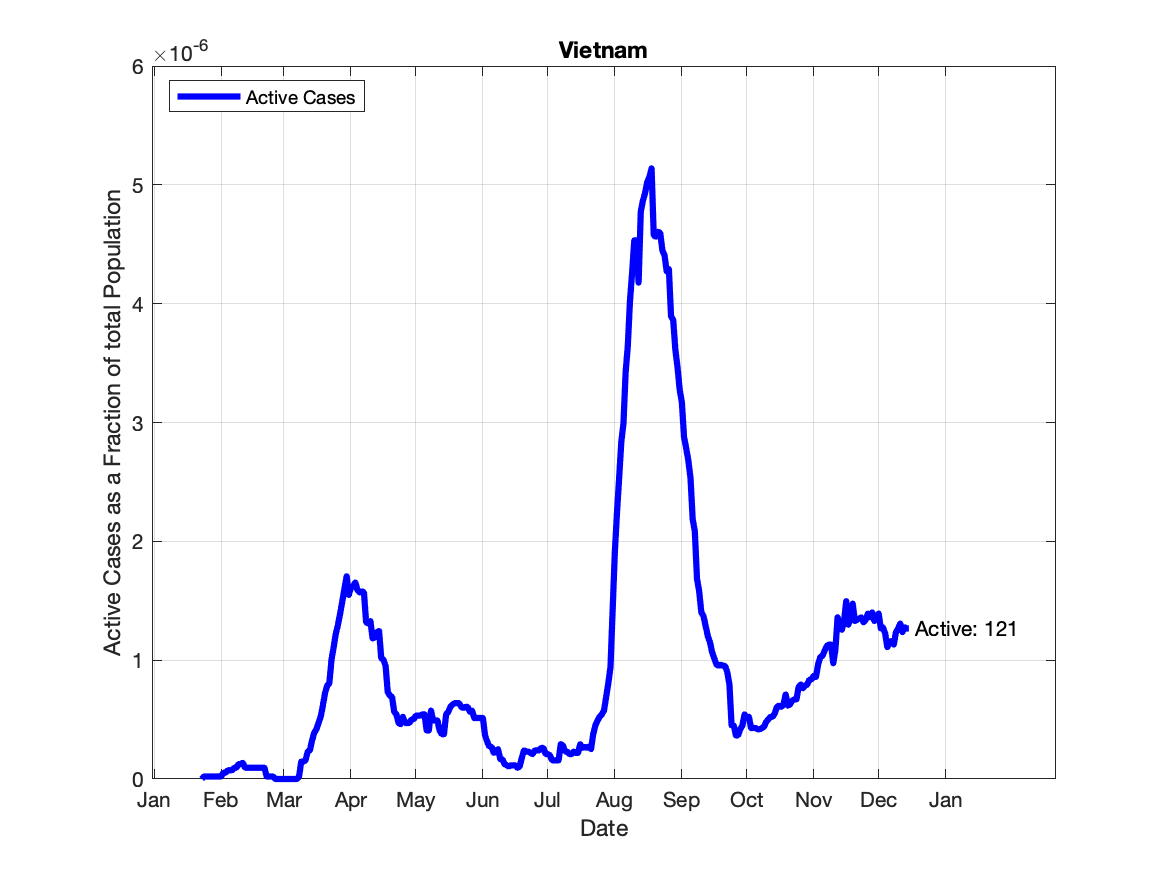 Vietnam
×10-6
Active Cases
6
5
4
3
2
1
0
Active Cases as a Fraction of total Population
Active: 121
Jan Feb Mar Apr May Jun Jul Aug Sep Oct Nov Dec Jan
Date